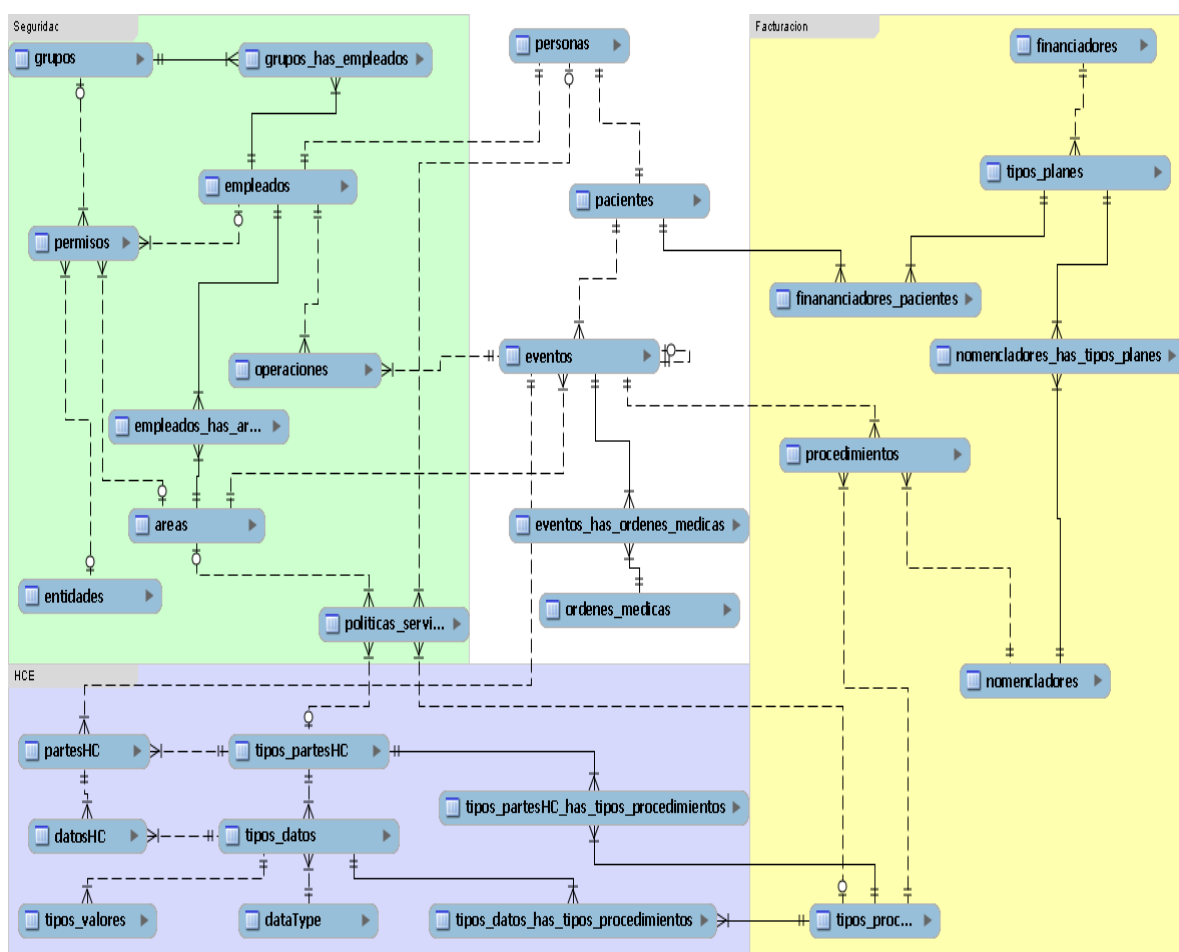 Seguridac
grupos
grupos_has_empleados
empleados
permisos
operaciones
empleados_has_ar...
areas
entidades
politicas_servi...
personas
pacientes
eventos
eventos_has_ordenes_medicas
ordenes_medicas
Facturacion
financiadores
tipos_planes
finananciadores_pacientes
nomencladores_has_tipos_planes
procedimientos
nomencladores
tipos_proc...
HCE
partesHC
tipos_partesHC
tipos_partesHC_has_tipos_procedimientos
datosHC
tipos_datos
tipos_valores
dataType
tipos_datos_has_tipos_procedimientos